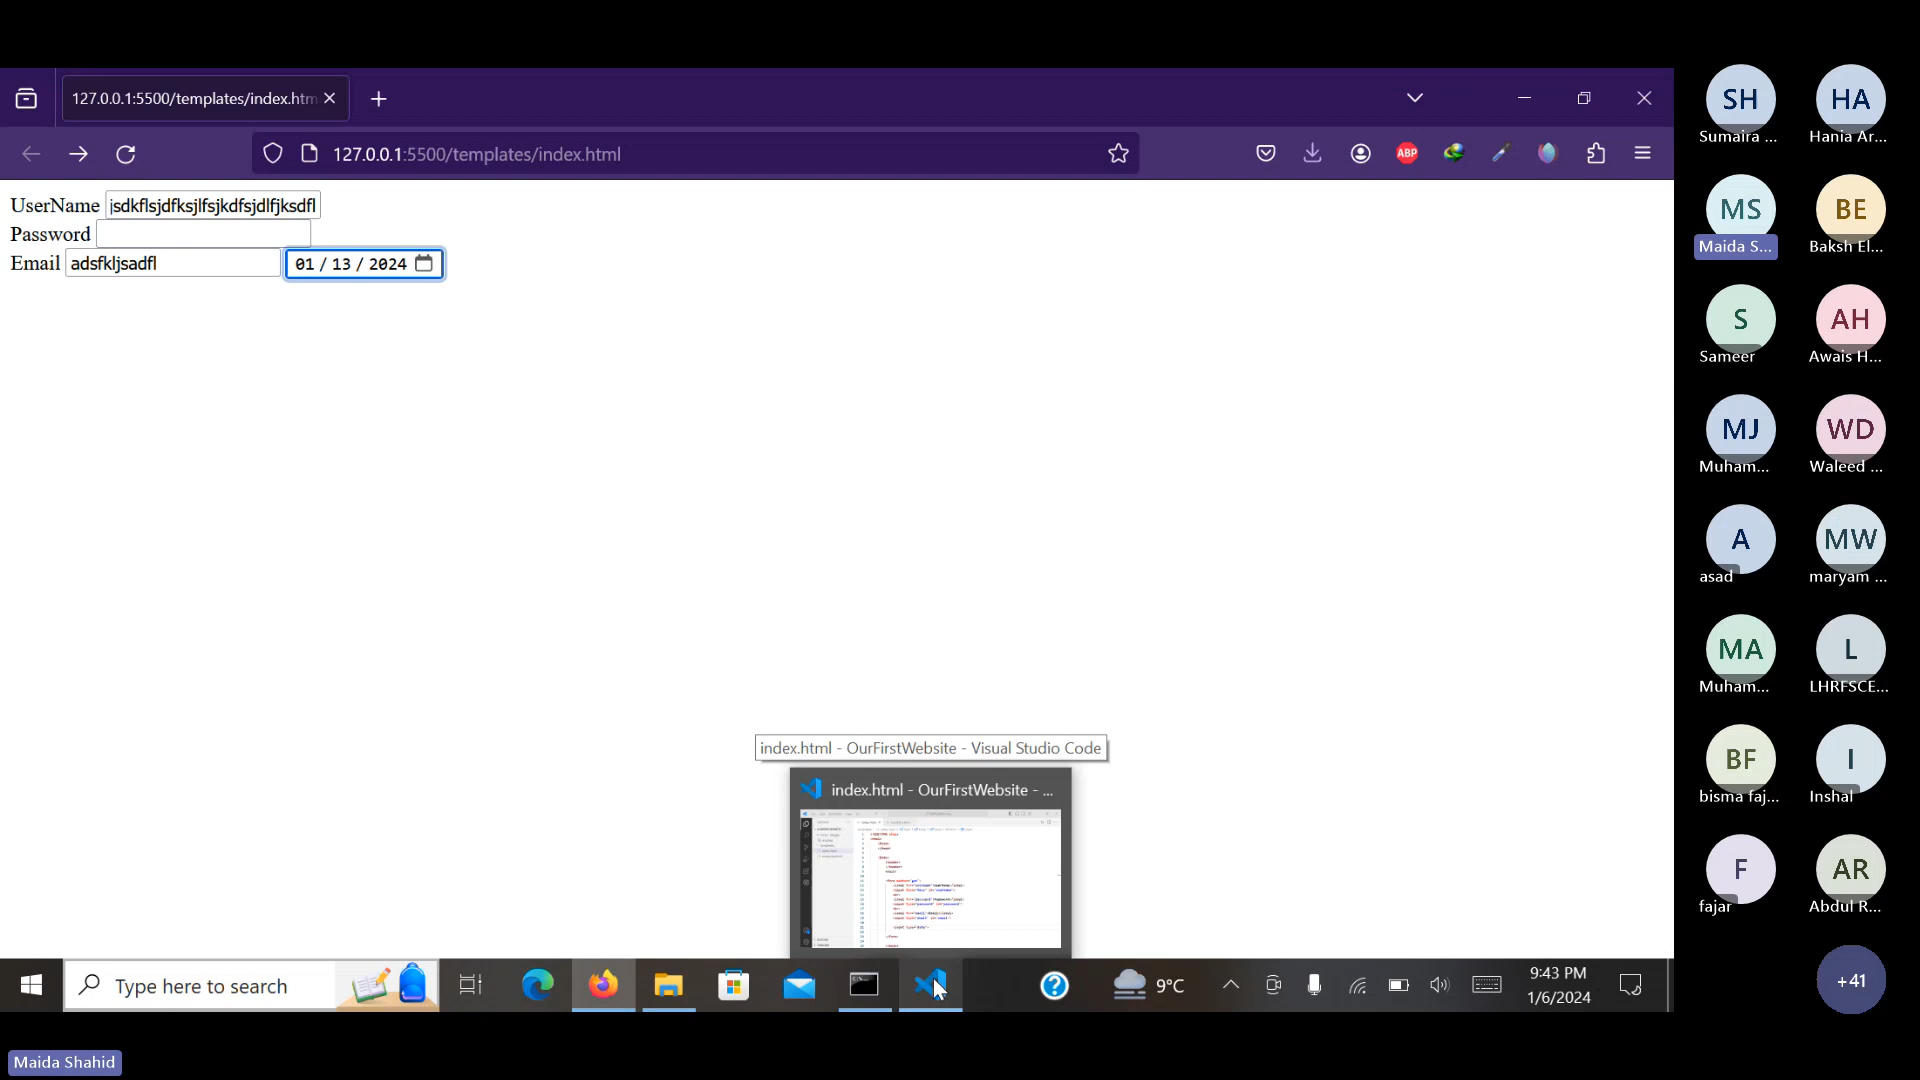 127.0.0.1:5500/templates/index.htm
127.0.0.1:5500/templates/index.html
ABP
UserName jsdkflsjdfksjlfsjkdfsjdlfjksdfl
Password
Email adsfkljsadfl 01 / 13 / 2024
index.html - OurFirstWebsite - Visual Studio Code
index.html - OurFirstWebsite - ...
Type here to search
9°C
9:43 PM
1/6/2024
SH
Sumaira ...
HA
Hania Ar...
MS
Maida S...
BE
Baksh El...
S
Sameer
AH
Awais H...
MJ
Muham...
WD
Waleed ...
A
asad
MW
maryam ...
MA
Muham...
L
LHRFSCE...
BF
bisma faj...
I
Inshal
F
fajar
AR
Abdul R...
+41
Maida Shahid